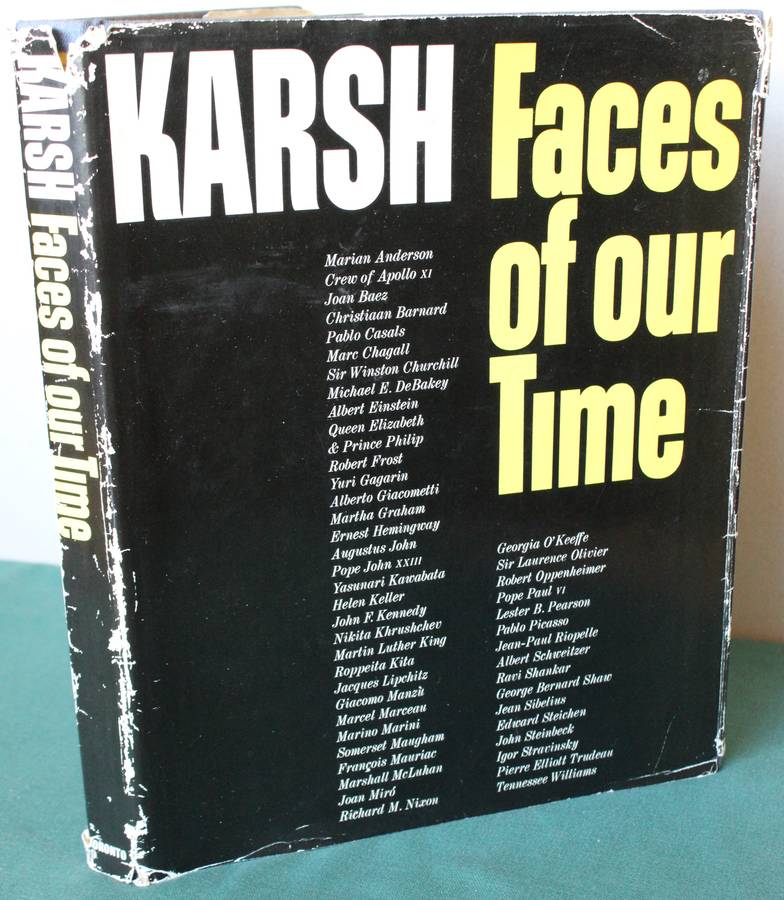 KARSH Faces of our Time
KARSH
Faces
of our
Time
Marian Anderson
Crew of Apollo XI
Joan Baez
Christiaan Barnard
Pablo Casals
Marc Chagall
Sir Winston Churchill
Michael E. DeBakey
Albert Einstein
Queen Elizabeth
& Prince Philip
Robert Frost
Yuri Gagarin
Alberto Giacometti
Martha Graham
Ernest Hemingway
Augustus John
Pope John XXIII
Yasunari Kawabata
Helen Keller
John F. Kennedy
Nikita Khrushchev
Martin Luther King
Roppeita Kita
Jacques Lipchitz
Giacomo Manzù
Marcel Marceau
Marino Marini
Somerset Maugham
François Mauriac
Marshall McLuhan
Joan Miró
Richard M. Nixon
Georgia O'Keeffe
Sir Laurence Olivier
Robert Oppenheimer
Pope Paul VI
Lester B. Pearson
Pablo Picasso
Jean-Paul Riopelle
Albert Schweitzer
Ravi Shankar
George Bernard Shaw
Jean Sibelius
Edward Steichen
John Steinbeck
Igor Stravinsky
Pierre Elliott Trudeau
Tennessee Williams